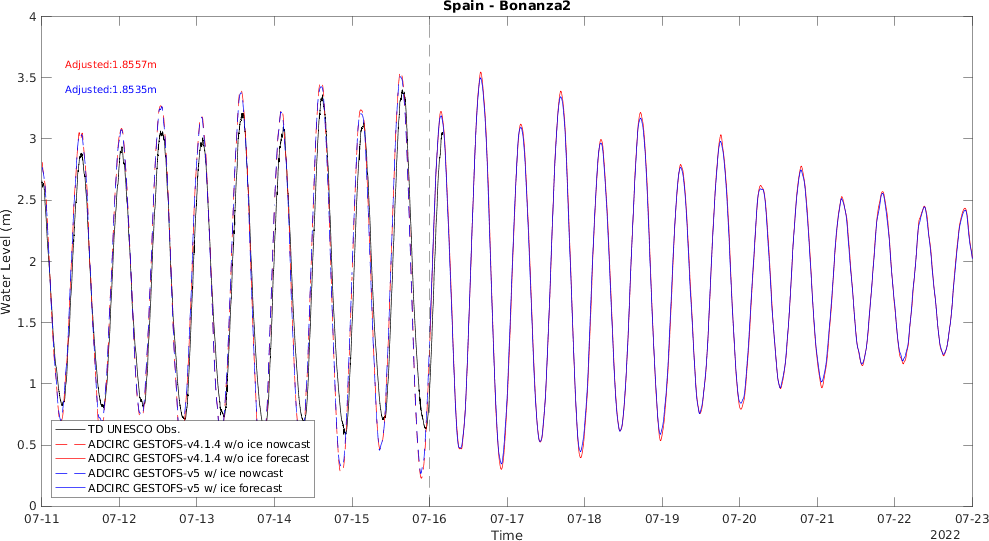 Spain - Bonanza2
4
3.5
3
2.5
2
1.5
1
0.5
0
Water Level (m)
Adjusted:1.8557m
Adjusted:1.8535m
TD UNESCO Obs.
ADCIRC GESTOFS-v4.1.4 w/o ice nowcast
ADCIRC GESTOFS-v4.1.4 w/o ice forecast
ADCIRC GESTOFS-v5 w/ ice nowcast
ADCIRC GESTOFS-v5 w/ ice forecast
07-11 07-12 07-13 07-14 07-15 07-16 07-17 07-18 07-19 07-20 07-21 07-22 07-23
Time
2022